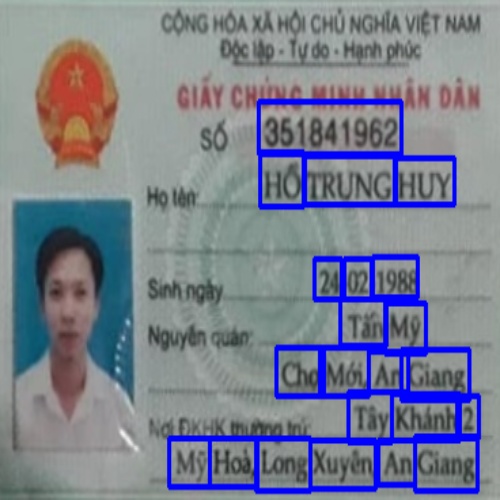 CỘNG HÒA XÃ HỘI CHỦ NGHĨA VIỆT NAM
Độc lập - Tự do - Hạnh phúc
GIẤY CHỨNG MINH NHÂN DÂN
SỐ 351841962
Họ tên: HỒ TRUNG HUY
Sinh ngày 24 02 1988
Nguyên quán: Tấn Mỹ
Chợ Mới, An Giang
Nơi ĐKHK thường trú: Tây Khánh 2
Mỹ Hoà, Long Xuyên An Giang